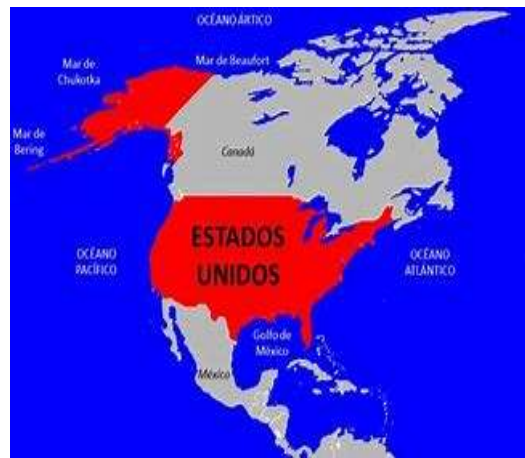 OCÉANO ÁRTICO
Mar de Beaufort
Mar de
Chukotka
Mar de
Bering
Canadá
ESTADOS
UNIDOS
OCÉANO
PACÍFICO
OCÉANO
ATLÁNTICO
Golfo de
México
México